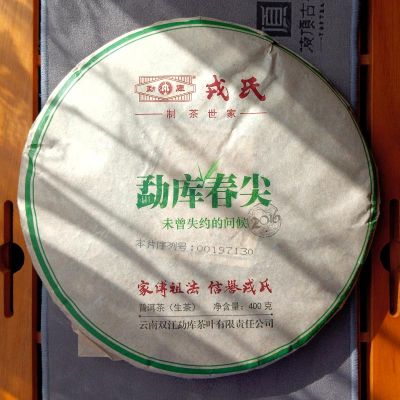 勐库 戎氏
制茶世家
勐库春尖
未曾失约的问候
2016
本片序列号:00197130
家传祖法 信誉戎氏
普洱茶(生茶) 净含量:400克
云南双江勐库茶叶有限责任公司